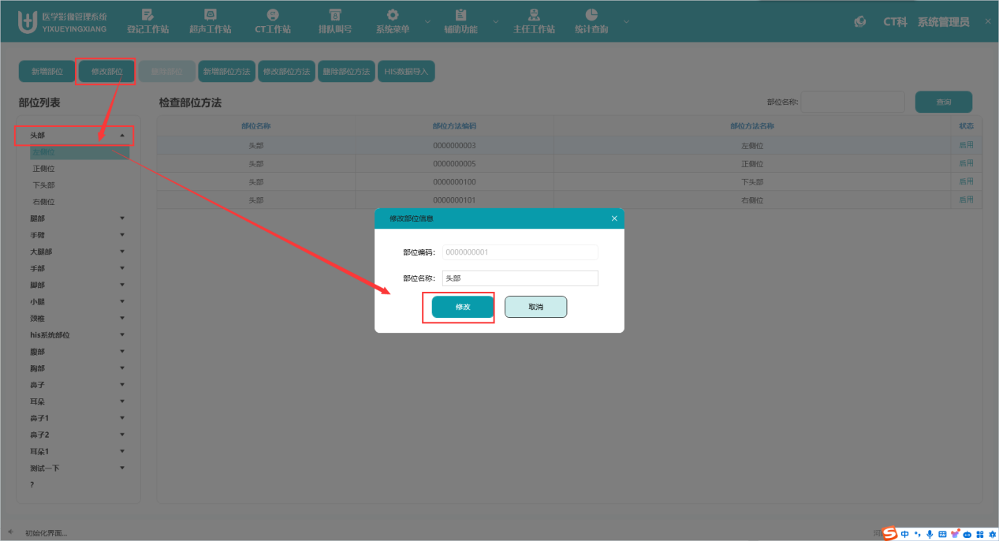 医学影像管理系统
YIXUEYINGXIANG
登记工作站
超声工作站
CT工作站
排队叫号
系统菜单
辅助功能
主任工作站
统计查询
CT科
系统管理员
新增部位
修改部位
删除部位
新增部位方法
修改部位方法
删除部位方法
HIS数据导入
部位列表
检查部位方法
部位名称:
查询
头部
左侧位
正侧位
下头部
右侧位
腿部
手臂
大腿部
手部
脚部
小腿
颈椎
his系统部位
腹部
胸部
鼻子
耳朵
鼻子1
鼻子2
耳朵1
测试一下
?
部位名称 部位方法编码 部位方法名称 状态
头部 0000000003 左侧位 启用
头部 0000000005 正侧位 启用
头部 0000000100 下头部 启用
头部 0000000101 右侧位 启用
修改部位信息
部位编码: 0000000001
部位名称: 头部
修改
取消
初始化界面...
河
中